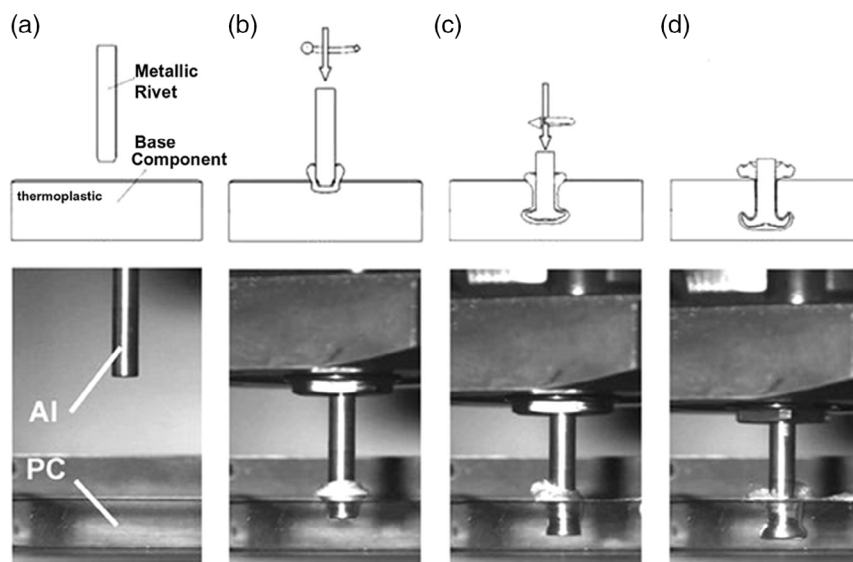 (a)
(b)
(c)
(d)
Metallic
Rivet
Base
Component
thermoplastic
Al
PC